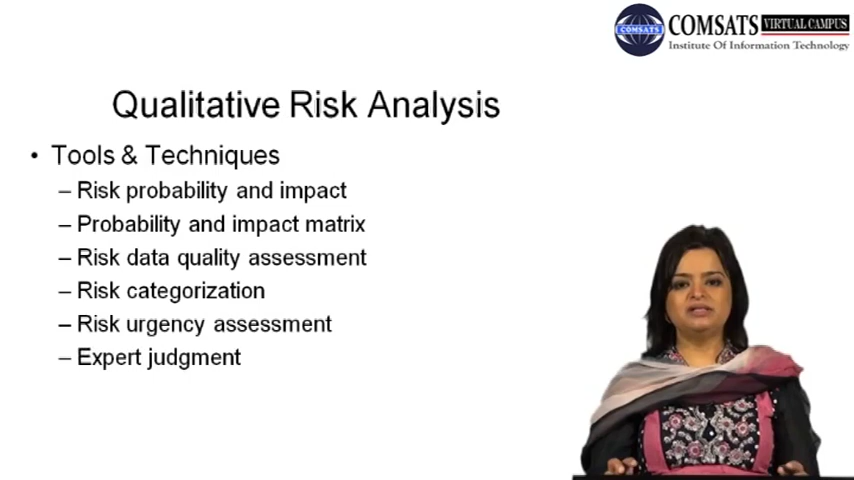 COMSATS VIRTUAL CAMPUS
COMSATS
Institute Of Information Technology
Qualitative Risk Analysis
• Tools & Techniques
– Risk probability and impact
– Probability and impact matrix
– Risk data quality assessment
– Risk categorization
– Risk urgency assessment
– Expert judgment